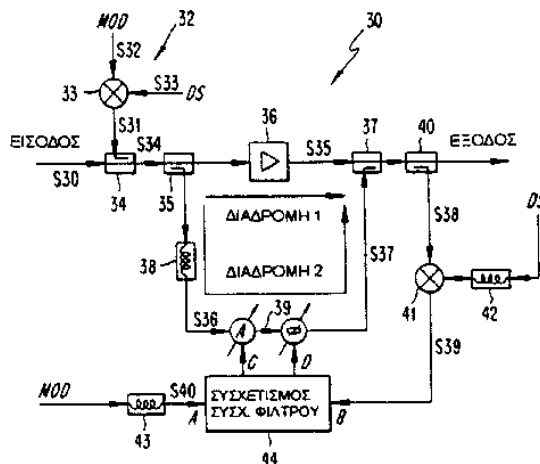 MOD
32
30
S32
33
S33
DS
S31
36
37
40
ΕΙΣΟΔΟΣ
S34
S35
ΕΞΟΔΟΣ
S30
34
35
S38
DS
ΔΙΑΔΡΟΜΗ 1
S37
38
ΔΙΑΔΡΟΜΗ 2
41
42
39
S36
A
S39
C
D
MOD
S40
ΣΥΣΧΕΤΙΣΜΟΣ
ΣΥΣΧ. ΦΙΛΤΡΟΥ
A
B
43
44